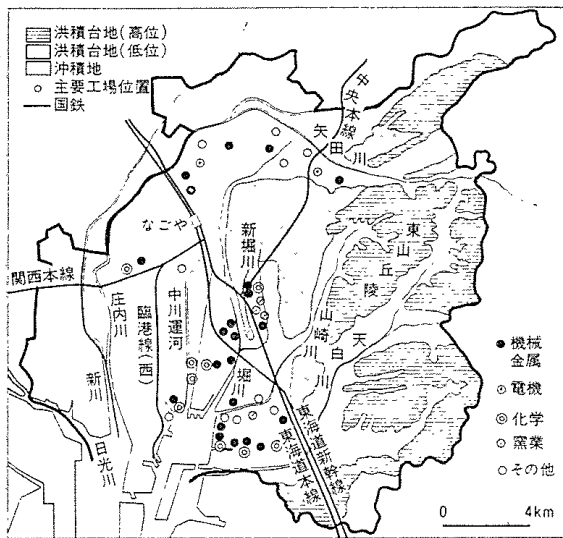 洪積台地(高位)
洪積台地(低位)
沖積地
主要工場位置
国鉄
中央本線
矢田川
なごや
新堀川
東山丘陵
関西本線
庄内川
臨港線(西)
中川運河
山崎川
天白川
堀川
新川
日光川
東海道本線
東海道新幹線
機械
金属
電機
化学
窯業
その他
0 4km